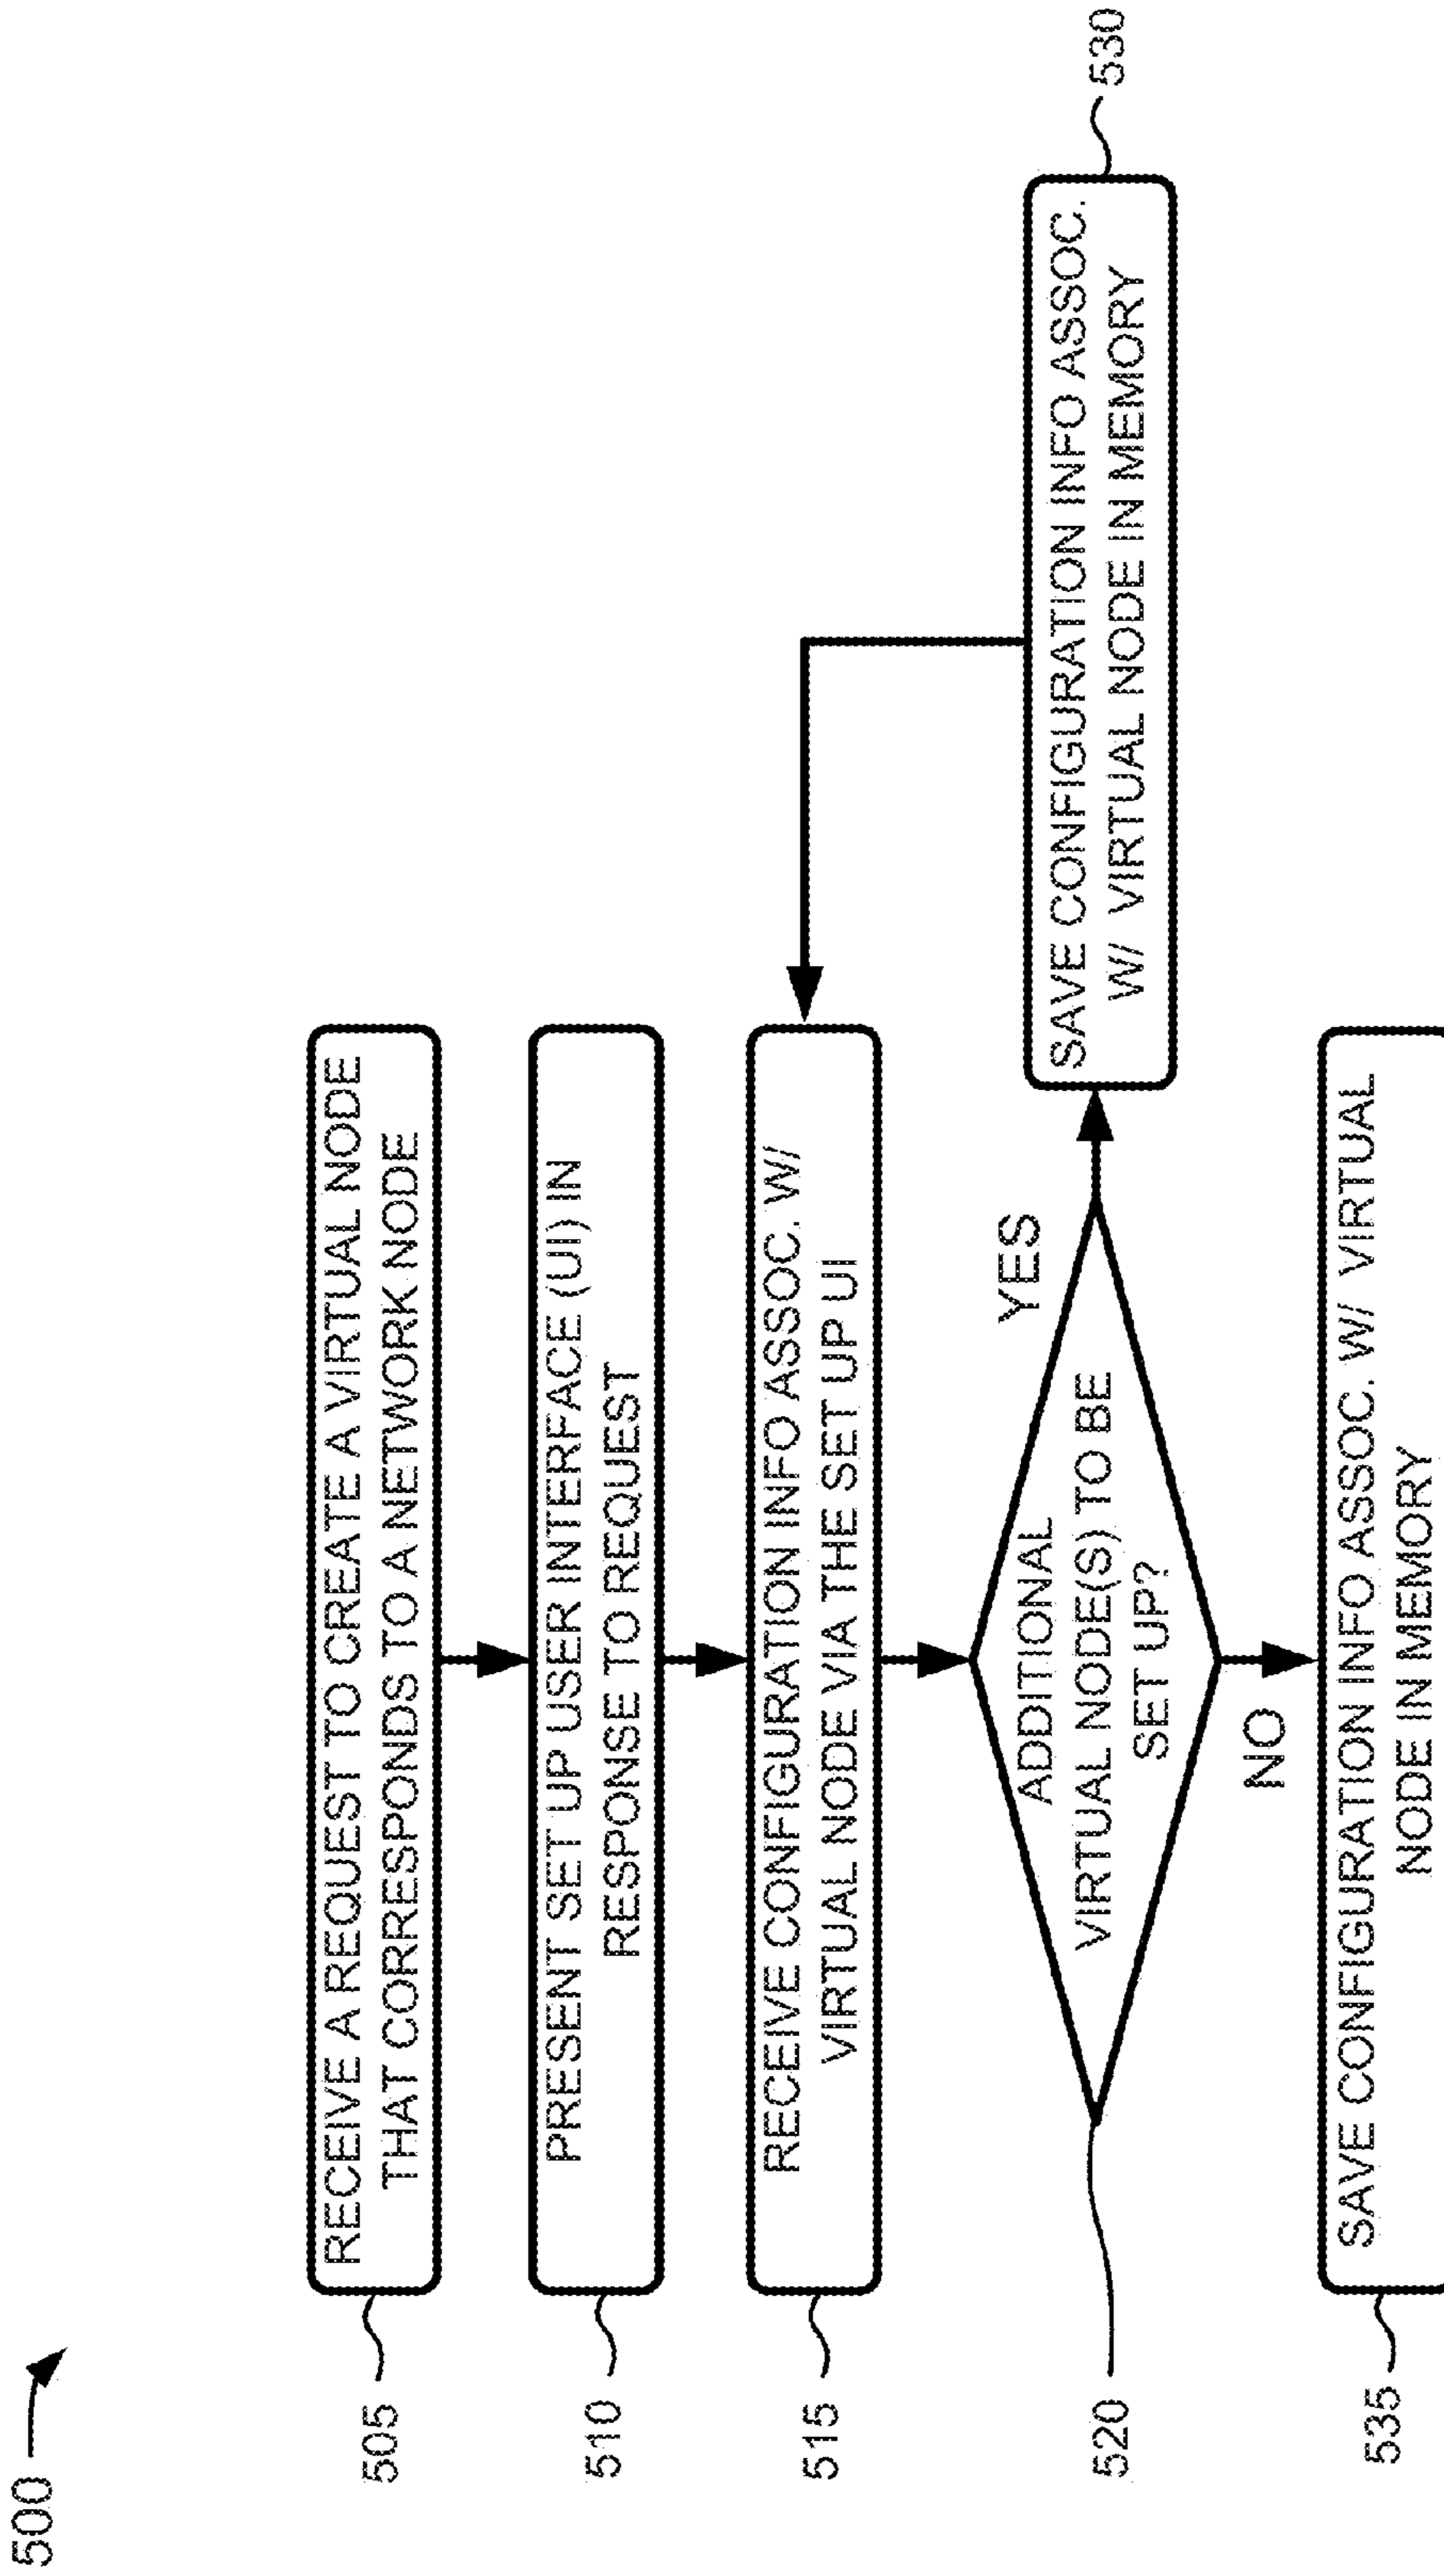 500
505
RECEIVE A REQUEST TO CREATE A VIRTUAL NODE
THAT CORRESPONDS TO A NETWORK NODE
510
PRESENT SET UP USER INTERFACE (UI) IN
RESPONSE TO REQUEST
515
RECEIVE CONFIGURATION INFO ASSOC. W/
VIRTUAL NODE VIA THE SET UP UI
520
ADDITIONAL
VIRTUAL NODE(S) TO BE
SET UP?
YES
SAVE CONFIGURATION INFO ASSOC.
W/ VIRTUAL NODE IN MEMORY
530
NO
535
SAVE CONFIGURATION INFO ASSOC. W/ VIRTUAL
NODE IN MEMORY